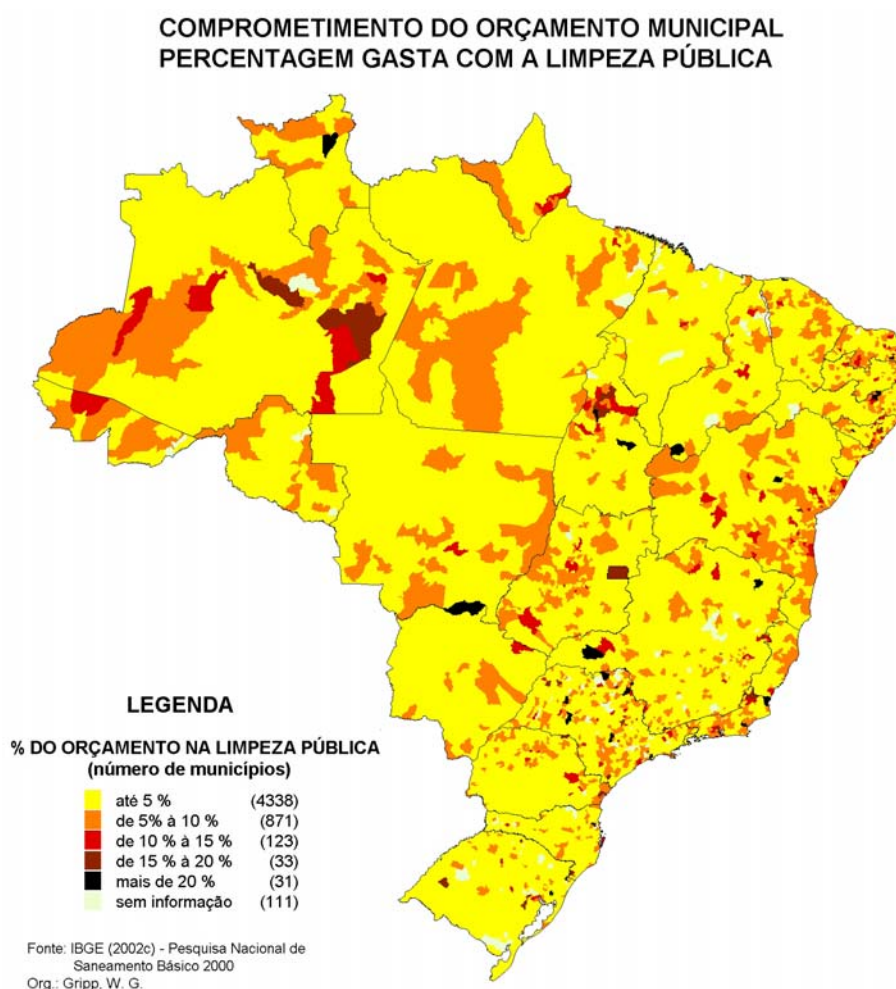 COMPROMETIMENTO DO ORÇAMENTO MUNICIPAL
PERCENTAGEM GASTA COM A LIMPEZA PÚBLICA
LEGENDA
% DO ORÇAMENTO NA LIMPEZA PÚBLICA
(número de municípios)
até 5 % (4338)
de 5% à 10 % (871)
de 10 % à 15 % (123)
de 15 % à 20 % (33)
mais de 20 % (31)
sem informação (111)
Fonte: IBGE (2002c) - Pesquisa Nacional de
Saneamento Básico 2000
Org.: Gripp, W. G.